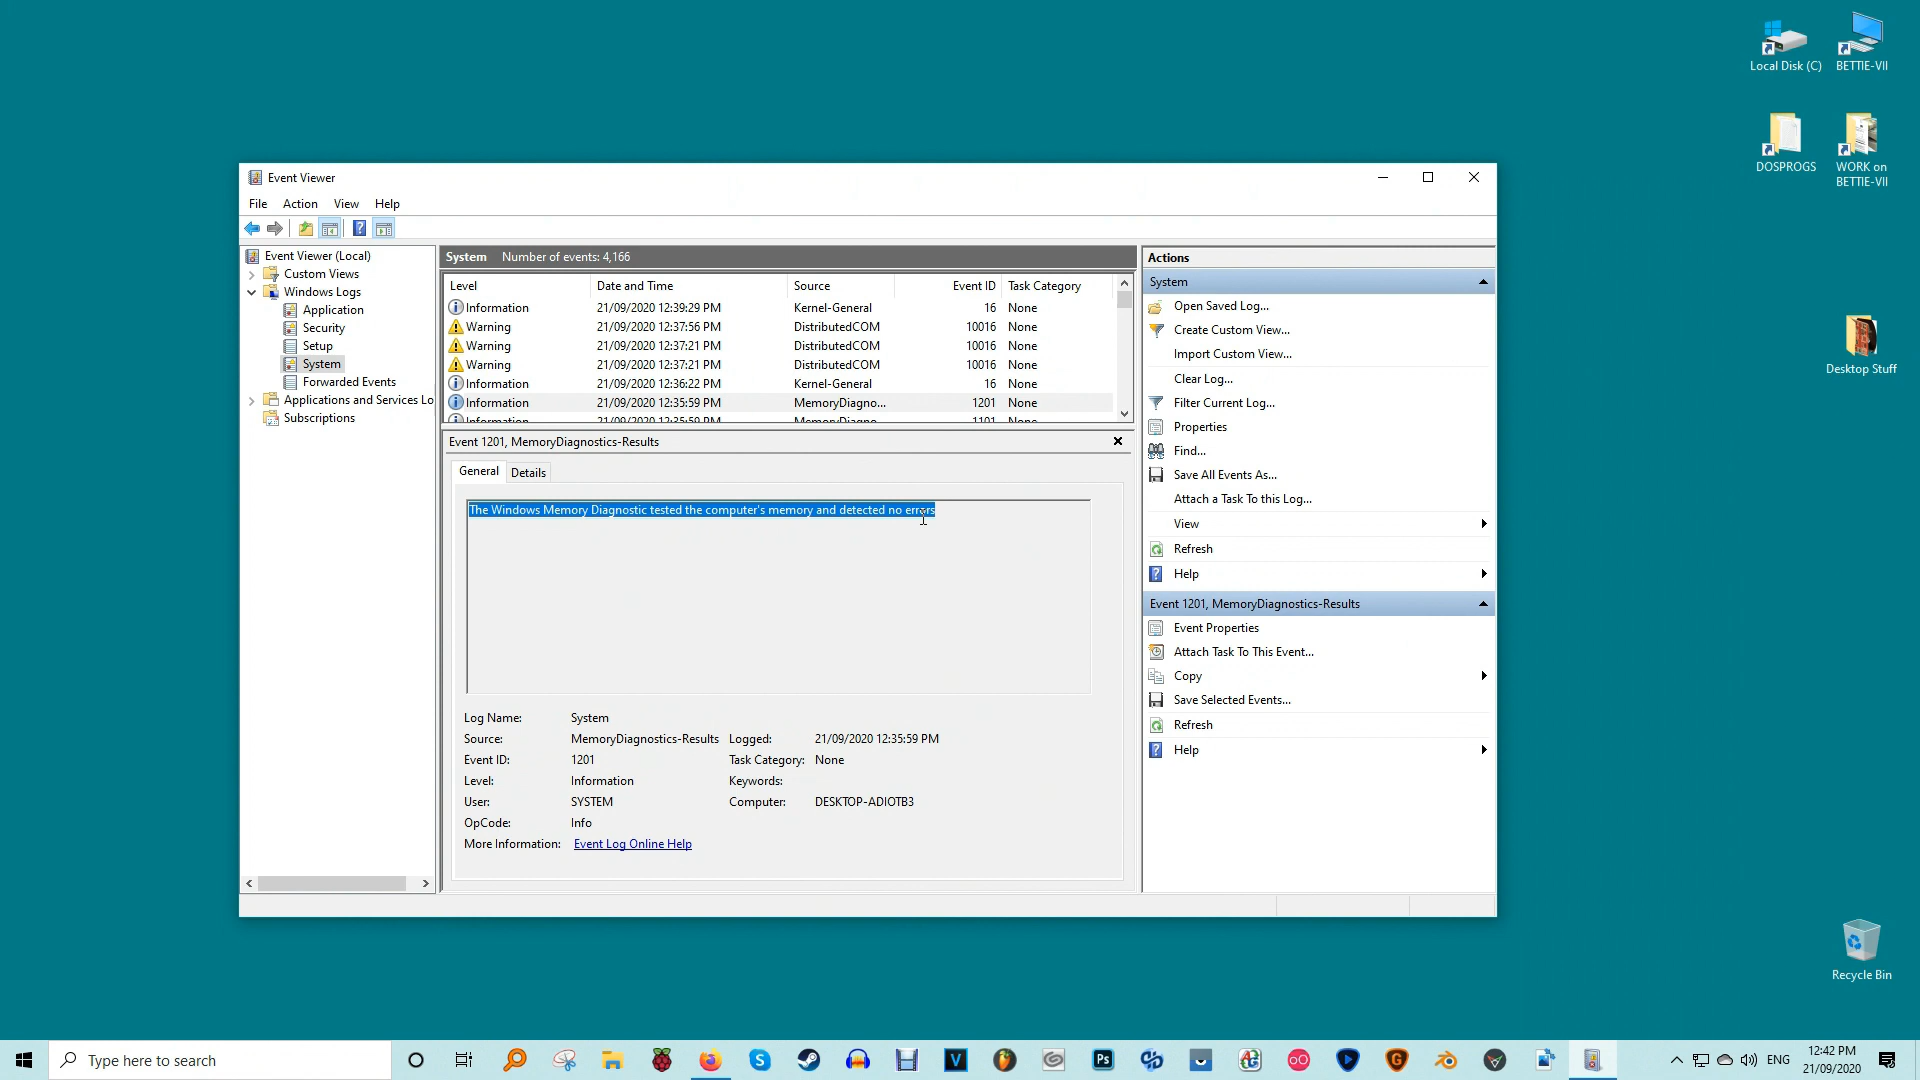 Local Disk (C)
BETTIE-VII
DOSPROGS
WORK on
BETTIE-VII
Desktop Stuff
Recycle Bin
Event Viewer
File Action View Help
Event Viewer (Local)
Custom Views
Windows Logs
Application
Security
Setup
System
Forwarded Events
Applications and Services Lo
Subscriptions
System Number of events: 4,166
Level Date and Time Source Event ID Task Category
Information 21/09/2020 12:39:29 PM Kernel-General 16 None
Warning 21/09/2020 12:37:56 PM DistributedCOM 10016 None
Warning 21/09/2020 12:37:21 PM DistributedCOM 10016 None
Warning 21/09/2020 12:37:21 PM DistributedCOM 10016 None
Information 21/09/2020 12:36:22 PM Kernel-General 16 None
Information 21/09/2020 12:35:59 PM MemoryDiagno... 1201 None
Information 21/09/2020 12:35:59 PM MemoryDiagno... 1101 None
Event 1201, MemoryDiagnostics-Results
General Details
The Windows Memory Diagnostic tested the computer's memory and detected no errors
Log Name: System
Source: MemoryDiagnostics-Results Logged: 21/09/2020 12:35:59 PM
Event ID: 1201 Task Category: None
Level: Information Keywords:
User: SYSTEM Computer: DESKTOP-ADIOTB3
OpCode: Info
More Information: Event Log Online Help
Actions
System
Open Saved Log...
Create Custom View...
Import Custom View...
Clear Log...
Filter Current Log...
Properties
Find...
Save All Events As...
Attach a Task To this Log...
View
Refresh
Help
Event 1201, MemoryDiagnostics-Results
Event Properties
Attach Task To This Event...
Copy
Save Selected Events...
Refresh
Help
Type here to search
ENG
12:42 PM
21/09/2020